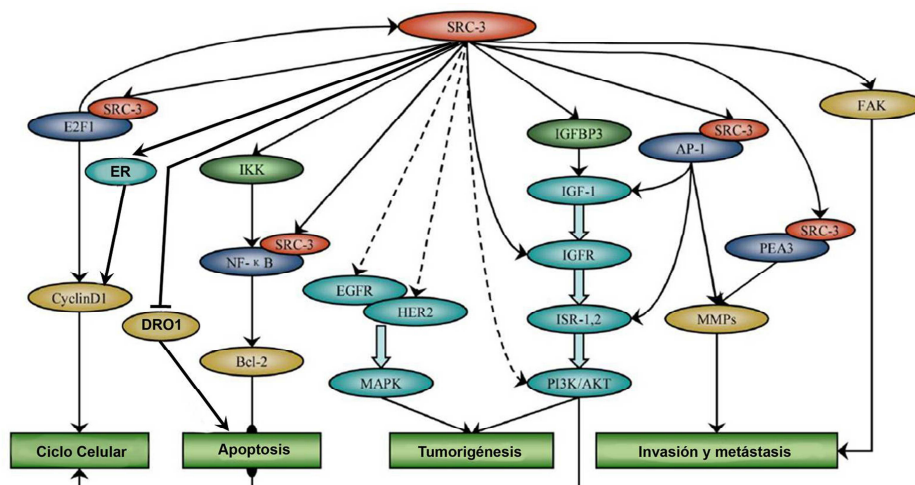 SRC-3
SRC-3
E2F1
ER
IKK
IGFBP3
SRC-3
AP-1
FAK
IGF-1
SRC-3
NF-κB
IGFR
SRC-3
PEA3
CyclinD1
DRO1
EGFR
HER2
ISR-1,2
MMPs
Bcl-2
MAPK
PI3K/AKT
Ciclo Celular
Apoptosis
Tumorigénesis
Invasión y metástasis